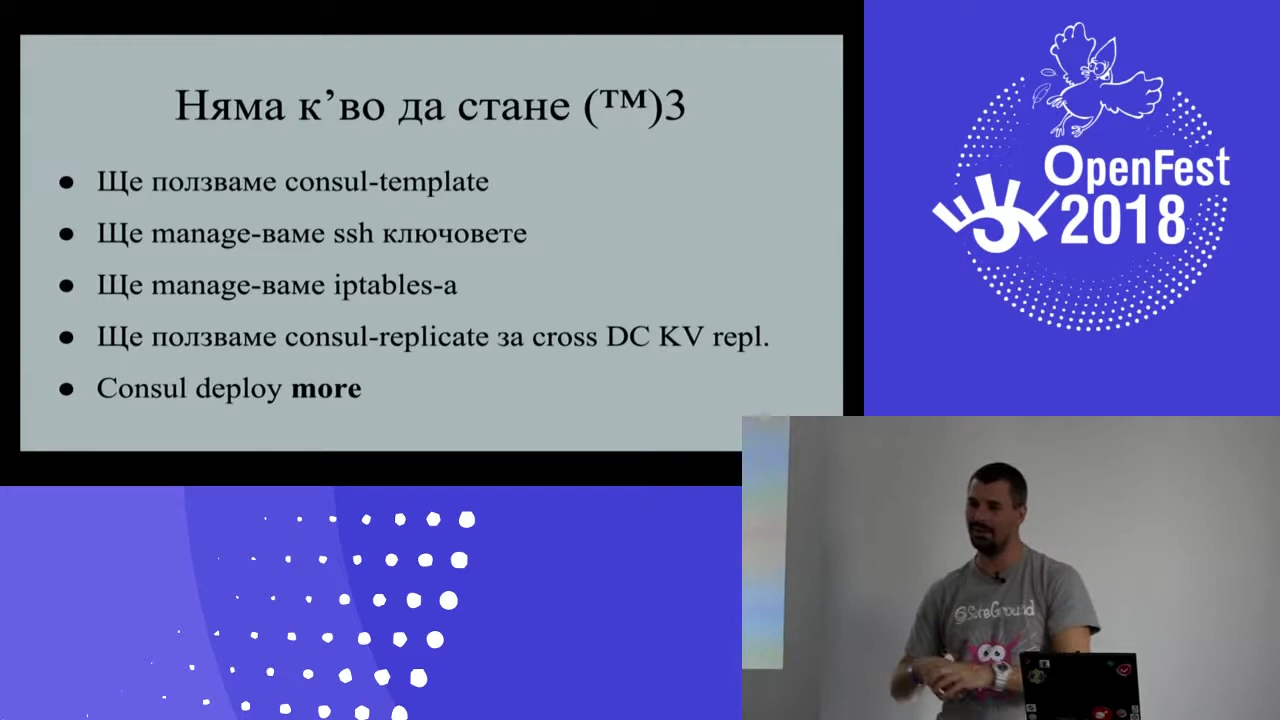 Няма к’во да стане (™)3
● Ще ползваме consul-template
● Ще manage-ваме ssh ключовете
● Ще manage-ваме iptables-а
● Ще ползваме consul-replicate за cross DC KV repl.
● Consul deploy more
OpenFest
2018
@SiteGround